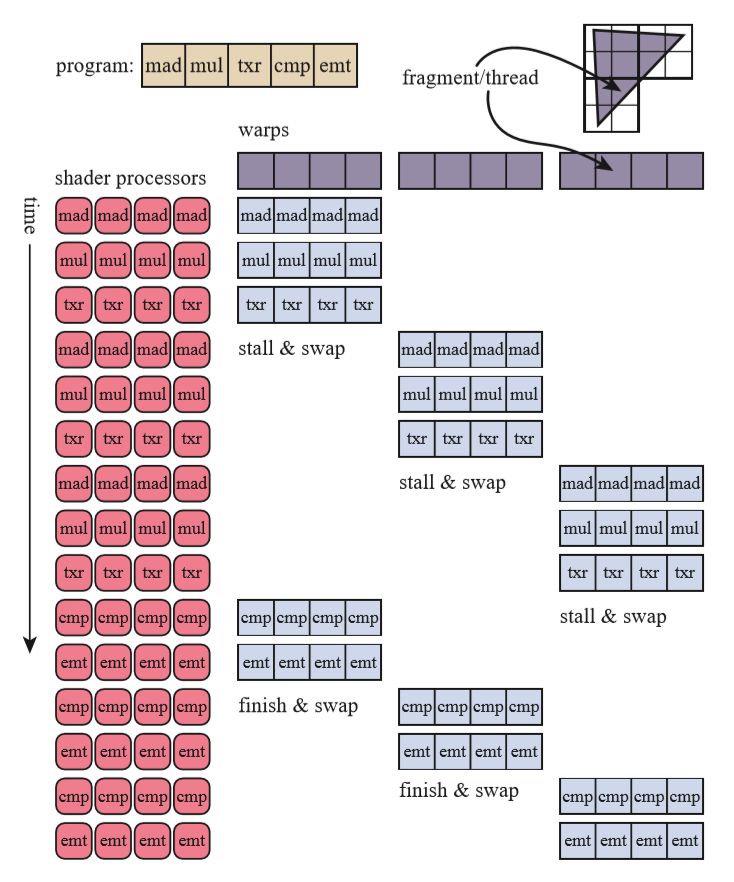 program: mad mul txr cmp emt
fragment/thread
warps
shader processors
time
mad mad mad mad mad mad mad mad
mul mul mul mul mul mul mul mul
txr txr txr txr txr txr txr txr
stall & swap
mad mad mad mad mad mad mad mad
mul mul mul mul mul mul mul mul
txr txr txr txr txr txr txr txr
stall & swap
mad mad mad mad mad mad mad mad
mul mul mul mul mul mul mul mul
txr txr txr txr txr txr txr txr
stall & swap
cmp cmp cmp cmp cmp cmp cmp cmp
emt emt emt emt emt emt emt emt
finish & swap
cmp cmp cmp cmp cmp cmp cmp cmp
emt emt emt emt emt emt emt emt
finish & swap
cmp cmp cmp cmp cmp cmp cmp cmp
emt emt emt emt emt emt emt emt